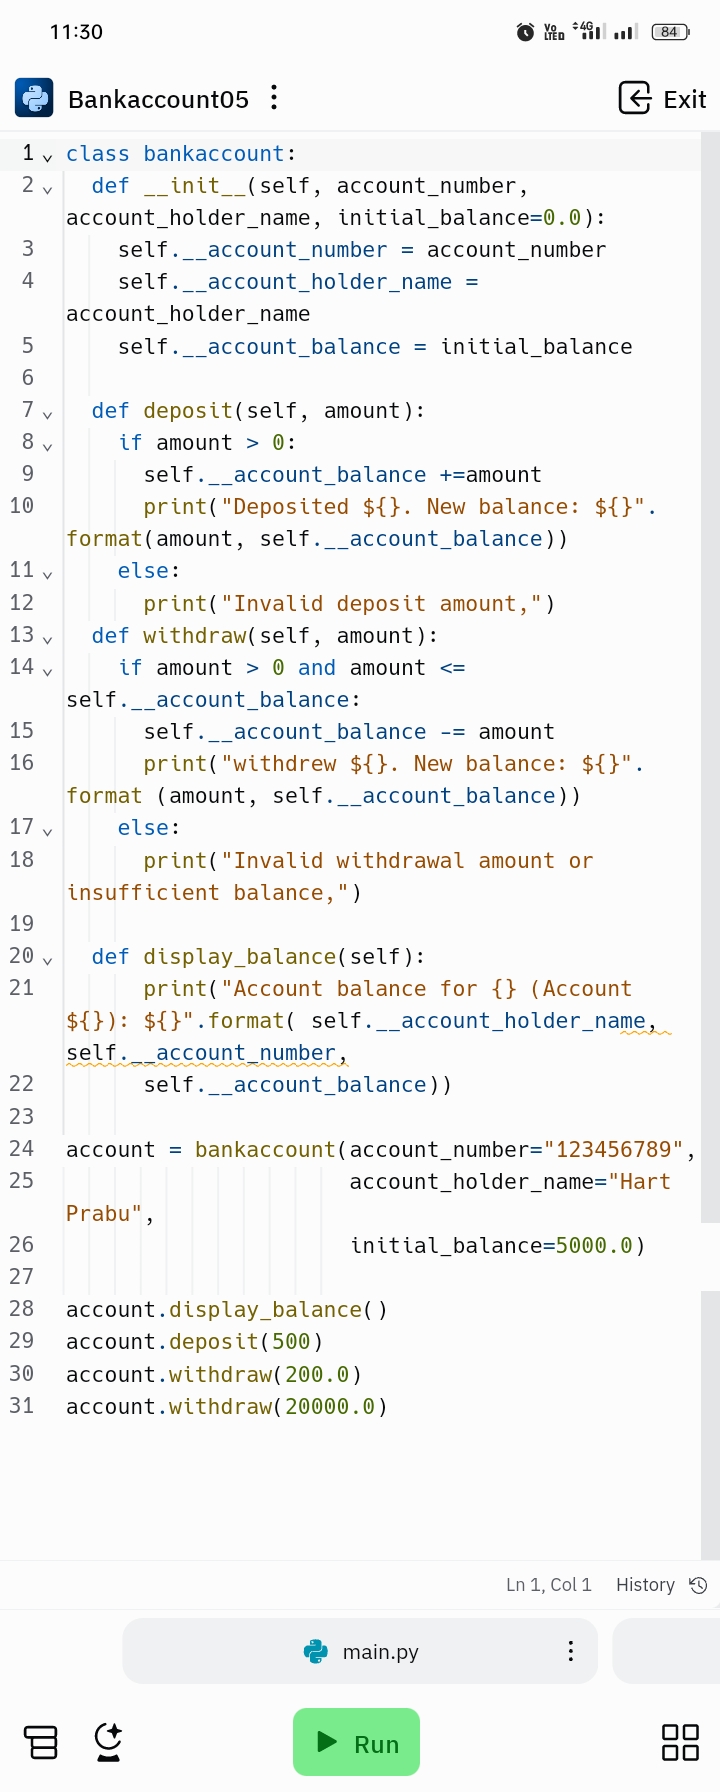 11:30
Vo LTE 4G 84
Bankaccount05 Exit
1 class bankaccount:
2 def __init__(self, account_number,
account_holder_name, initial_balance=0.0):
3 self.__account_number = account_number
4 self.__account_holder_name =
account_holder_name
5 self.__account_balance = initial_balance
6
7 def deposit(self, amount):
8 if amount > 0:
9 self.__account_balance +=amount
10 print("Deposited ${}. New balance: ${}".
format(amount, self.__account_balance))
11 else:
12 print("Invalid deposit amount,")
13 def withdraw(self, amount):
14 if amount > 0 and amount <=
self.__account_balance:
15 self.__account_balance -= amount
16 print("withdrew ${}. New balance: ${}".
format (amount, self.__account_balance))
17 else:
18 print("Invalid withdrawal amount or
insufficient balance,")
19
20 def display_balance(self):
21 print("Account balance for {} (Account
${}): ${}".format( self.__account_holder_name,
self.__account_number,
22 self.__account_balance))
23
24 account = bankaccount(account_number="123456789",
25 account_holder_name="Hart
Prabu",
26 initial_balance=5000.0)
27
28 account.display_balance()
29 account.deposit(500)
30 account.withdraw(200.0)
31 account.withdraw(20000.0)
Ln 1, Col 1 History
main.py
Run